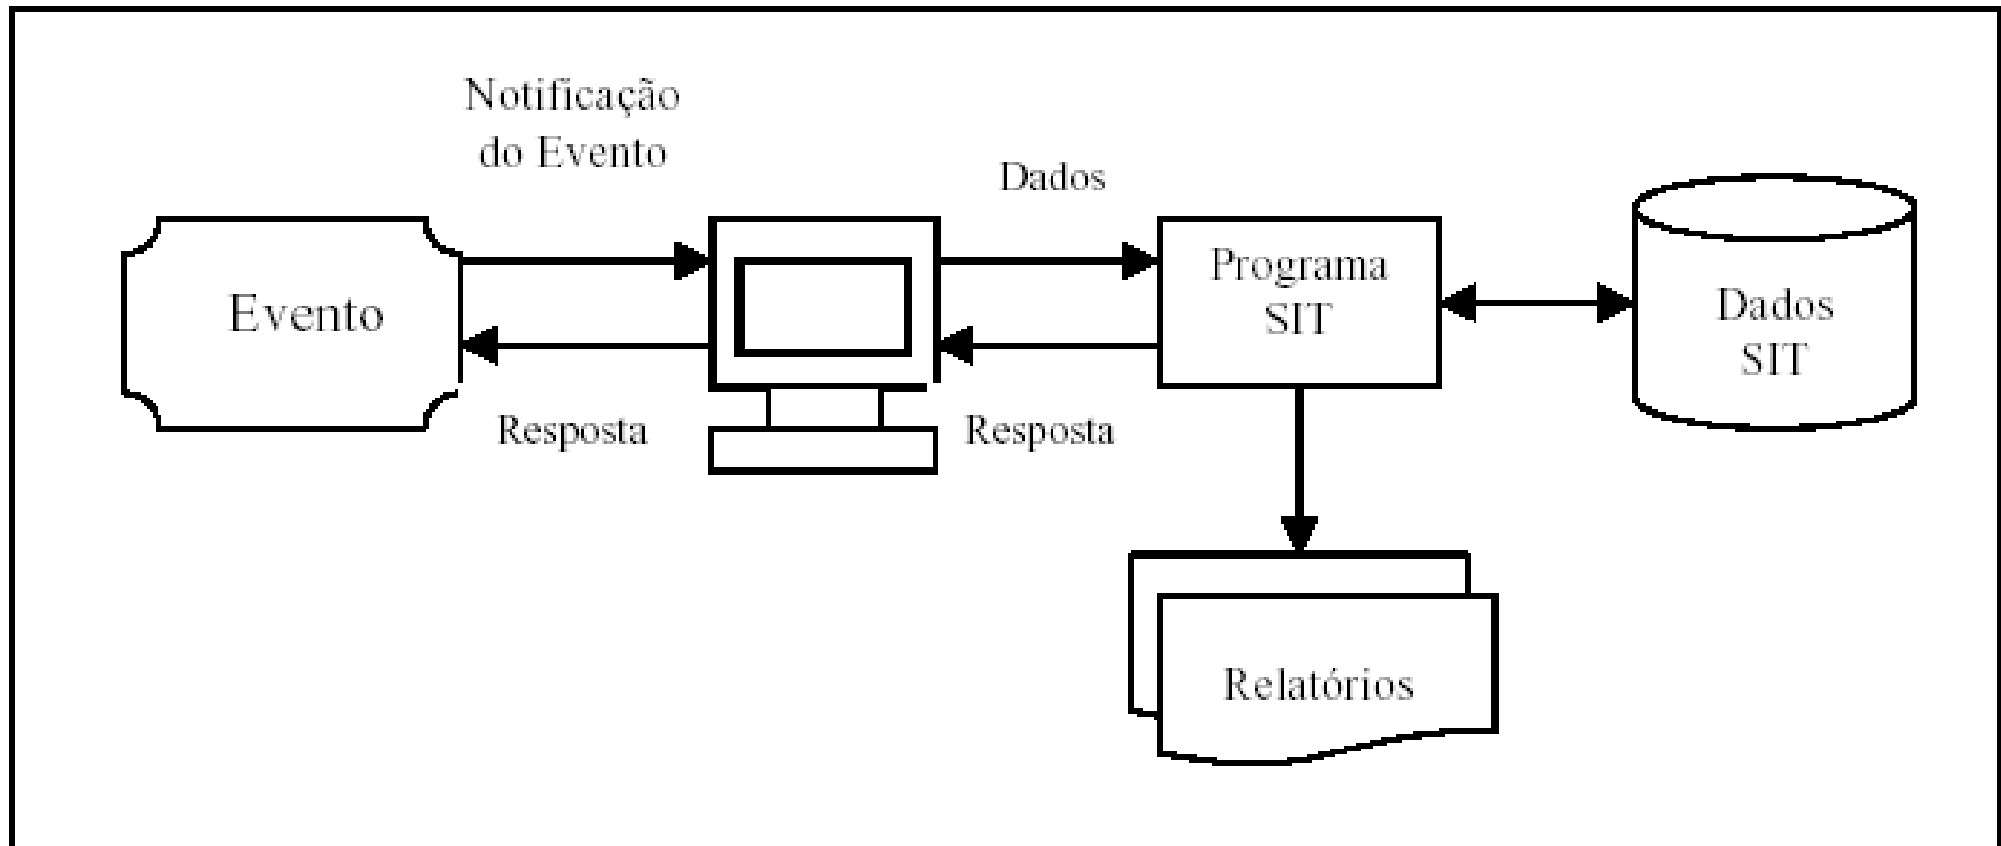 Notificação
do Evento
Dados
Evento
Programa
SIT
Dados
SIT
Resposta
Resposta
Relatórios